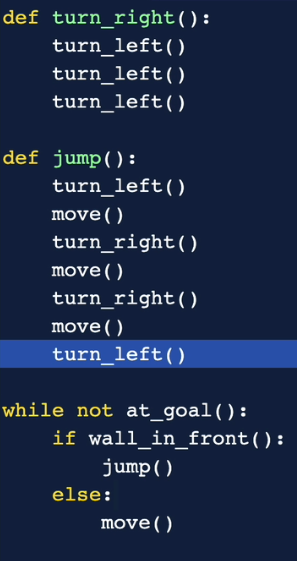 def turn_right():
    turn_left()
    turn_left()
    turn_left()

def jump():
    turn_left()
    move()
    turn_right()
    move()
    turn_right()
    move()
    turn_left()

while not at_goal():
    if wall_in_front():
        jump()
    else:
        move()